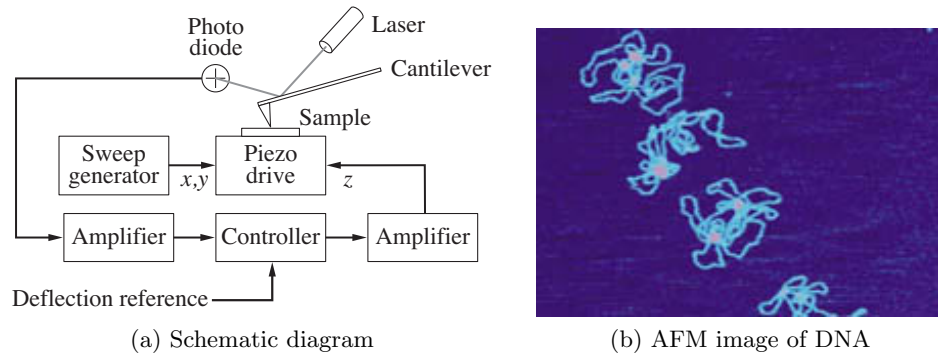 Photo
diode
Laser
Cantilever
Sample
Sweep
generator
x,y
Piezo
drive
z
Amplifier
Controller
Amplifier
Deflection reference
(a) Schematic diagram
(b) AFM image of DNA